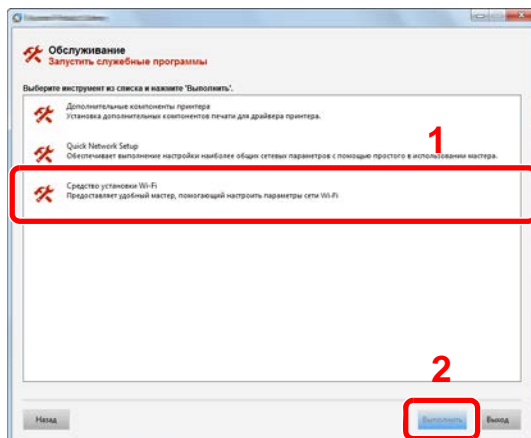 Обслуживание
Запустить служебные программы
Выберите инструмент из списка и нажмите 'Выполнить'.
Дополнительные компоненты принтера
Установка дополнительных компонентов печати для драйвера принтера.
1
Quick Network Setup
Обеспечивает выполнение настройки наиболее общих сетевых параметров с помощью простого в использовании мастера.
Средство установки Wi-Fi
Предоставляет удобный мастер, помогающий настроить параметры сети Wi-Fi
2
Назад
Выполнить
Выход